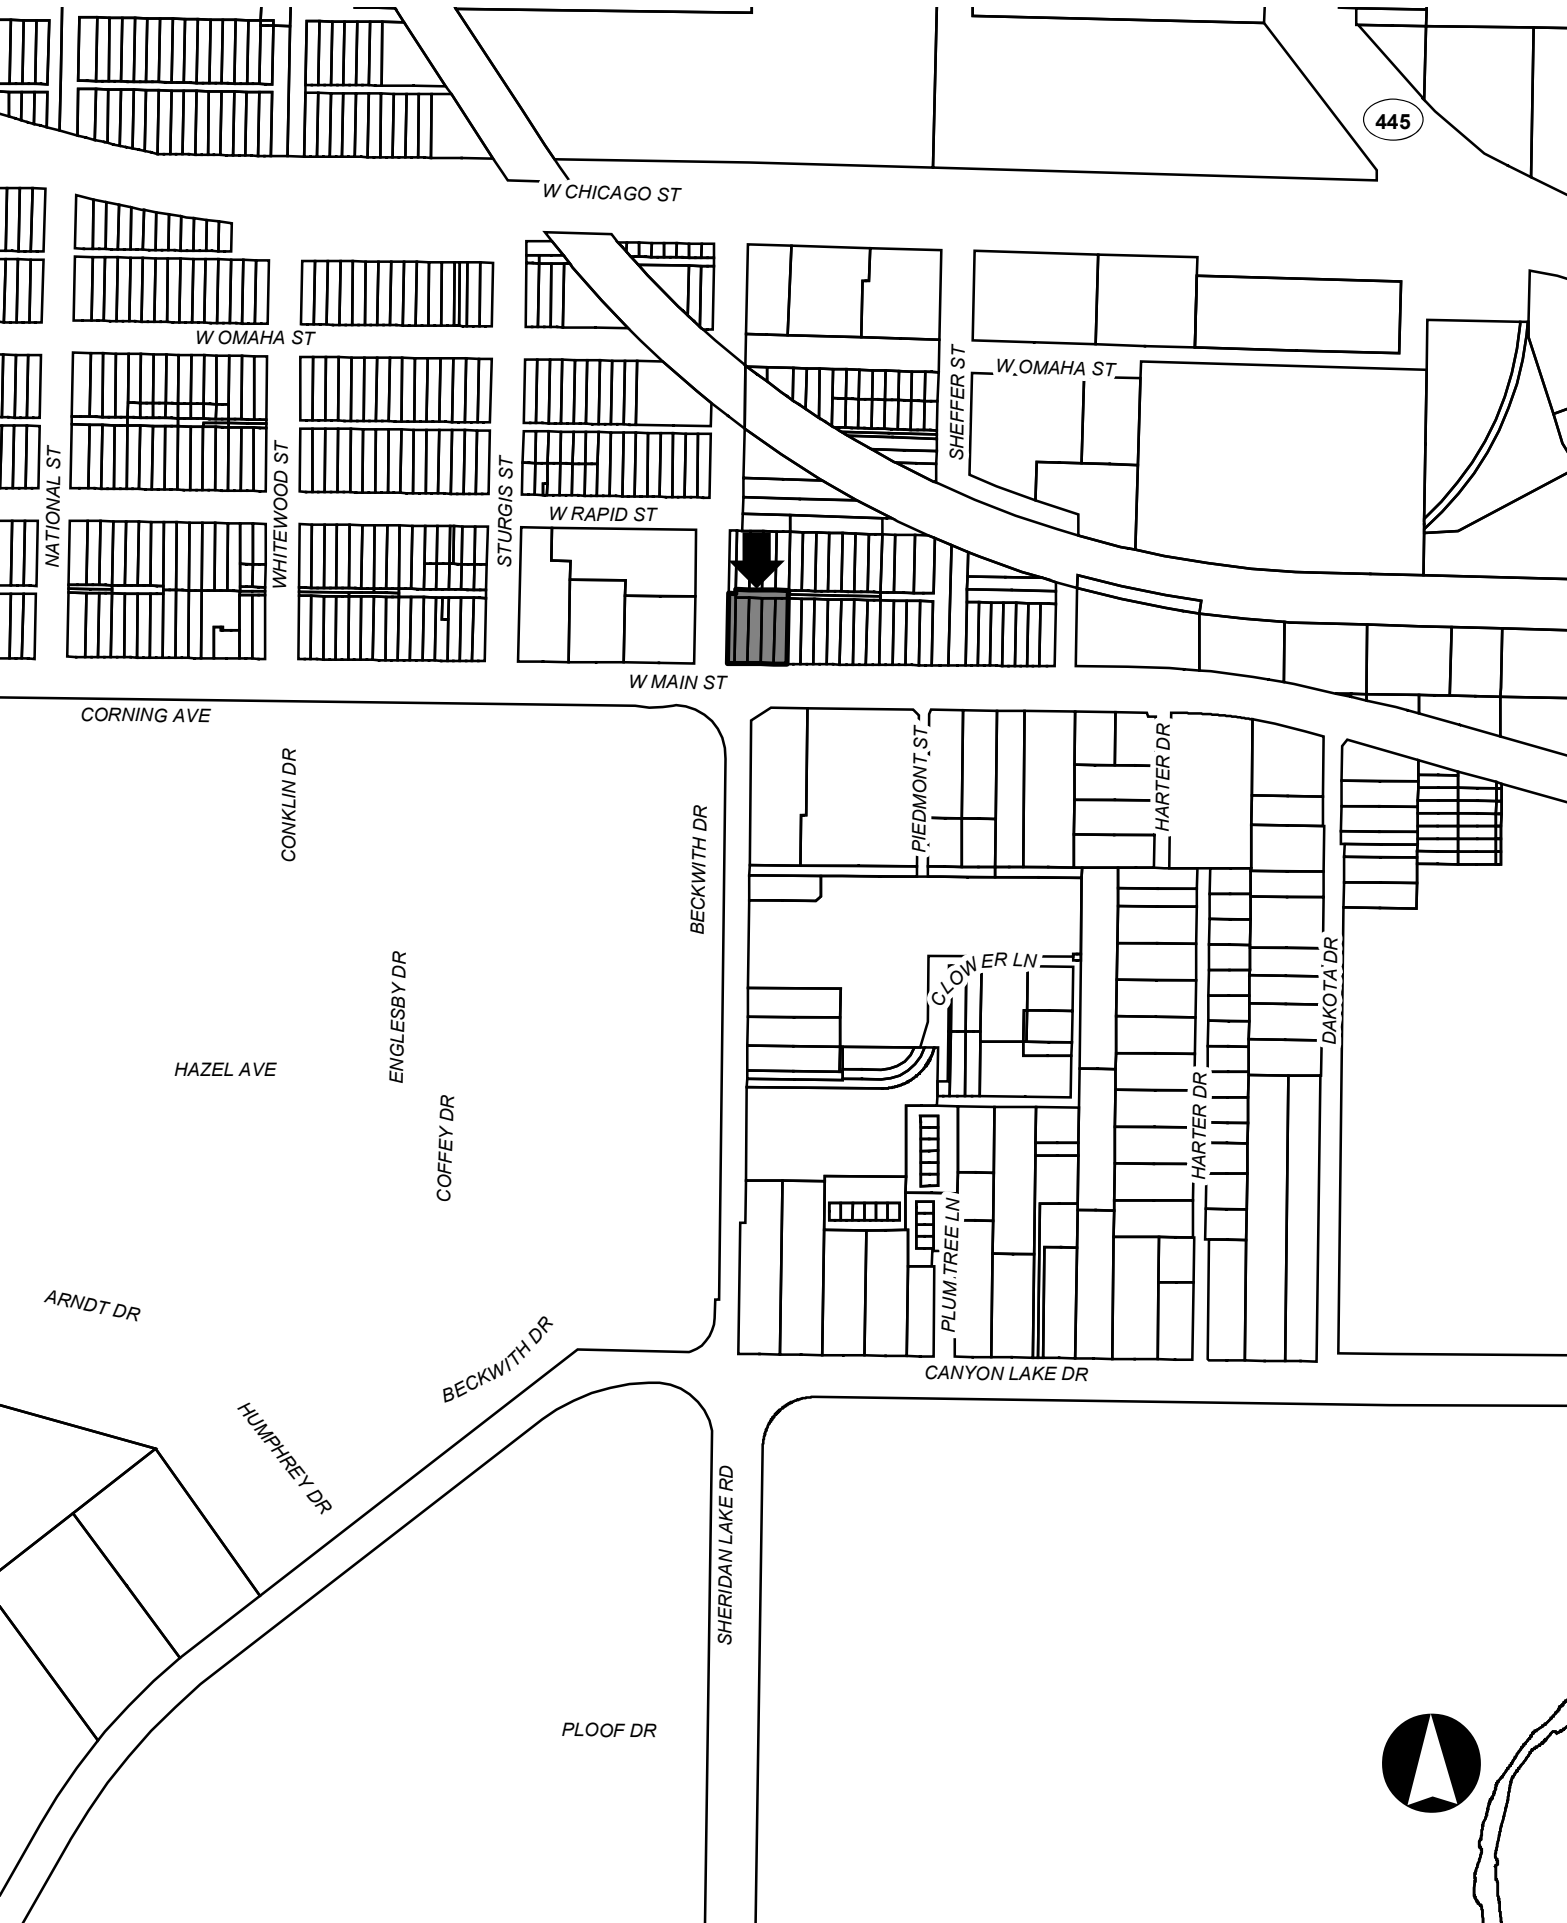 445
W CHICAGO ST
W OMAHA ST
W OMAHA ST
SHEFFER ST
NATIONAL ST
WHITEWOOD ST
STURGIS ST
W RAPID ST
W MAIN ST
CORNING AVE
CONKLIN DR
BECKWITH DR
PIEDMONT ST
HARTER DR
ENGLESBY DR
CLOWER LN
DAKOTA DR
HAZEL AVE
COFFEY DR
HARTER DR
PLUM TREE LN
ARNDT DR
BECKWITH DR
CANYON LAKE DR
HUMPHREY DR
SHERIDAN LAKE RD
PLOOF DR